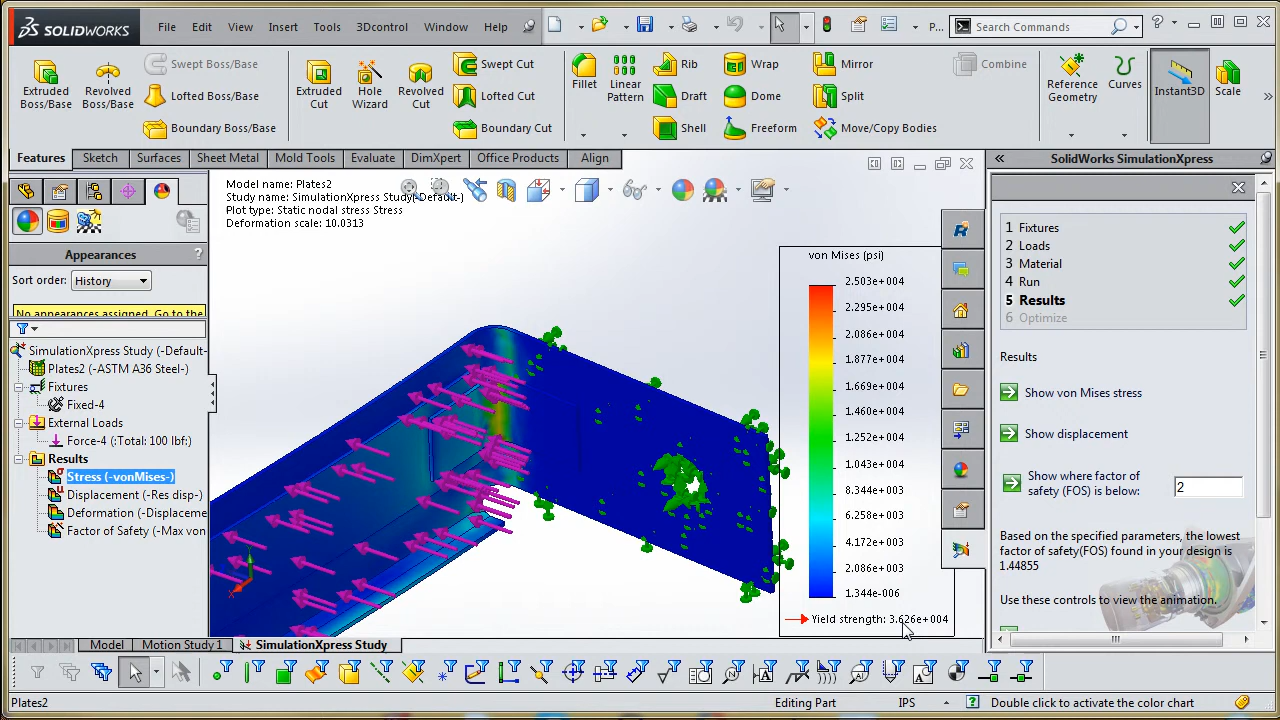 SOLIDWORKS
File Edit View Insert Tools 3Dcontrol Window Help
P...
Search Commands
Extruded Boss/Base
Revolved Boss/Base
Swept Boss/Base
Lofted Boss/Base
Boundary Boss/Base
Extruded Cut
Hole Wizard
Revolved Cut
Swept Cut
Lofted Cut
Boundary Cut
Fillet
Linear Pattern
Rib
Draft
Shell
Wrap
Dome
Freeform
Mirror
Split
Move/Copy Bodies
Combine
Reference Geometry
Curves
Instant3D
Scale
Features Sketch Surfaces Sheet Metal Mold Tools Evaluate DimXpert Office Products Align
SolidWorks SimulationXpress
Appearances
Sort order: History
No appearances assigned. Go to the
SimulationXpress Study (-Default-
Plates2 (-ASTM A36 Steel-)
Fixtures
Fixed-4
External Loads
Force-4 (:Total: 100 lbf:)
Results
Stress (-vonMises-)
Displacement (-Res disp-)
Deformation (-Displaceme
Factor of Safety (-Max von
Model name: Plates2
Study name: SimulationXpress Study(-Default-)
Plot type: Static nodal stress Stress
Deformation scale: 10.0313
von Mises (psi)
2.503e+004
2.295e+004
2.086e+004
1.877e+004
1.669e+004
1.460e+004
1.252e+004
1.043e+004
8.344e+003
6.258e+003
4.172e+003
2.086e+003
1.344e-006
Yield strength: 3.626e+004
1 Fixtures
2 Loads
3 Material
4 Run
5 Results
6 Optimize
Results
Show von Mises stress
Show displacement
Show where factor of
safety (FOS) is below: 2
Based on the specified parameters, the lowest
factor of safety(FOS) found in your design is
1.44855
Use these controls to view the animation.
Model Motion Study 1 SimulationXpress Study
Plates2
Editing Part
IPS
Double click to activate the color chart